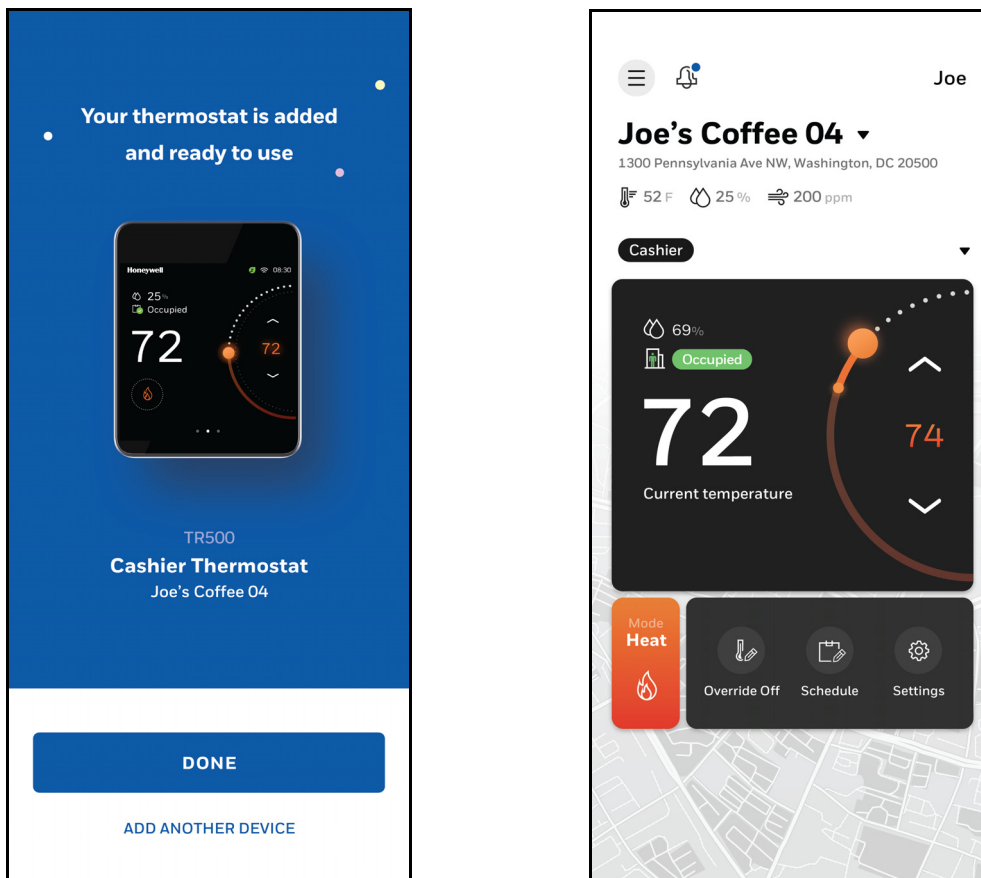 Your thermostat is added
and ready to use
Honeywell
08:30
25%
Occupied
72
72
TR500
Cashier Thermostat
Joe's Coffee 04
DONE
ADD ANOTHER DEVICE
Joe
Joe's Coffee 04
1300 Pennsylvania Ave NW, Washington, DC 20500
52 F 25 % 200 ppm
Cashier
69%
Occupied
72
74
Current temperature
Mode
Heat
Override Off Schedule Settings